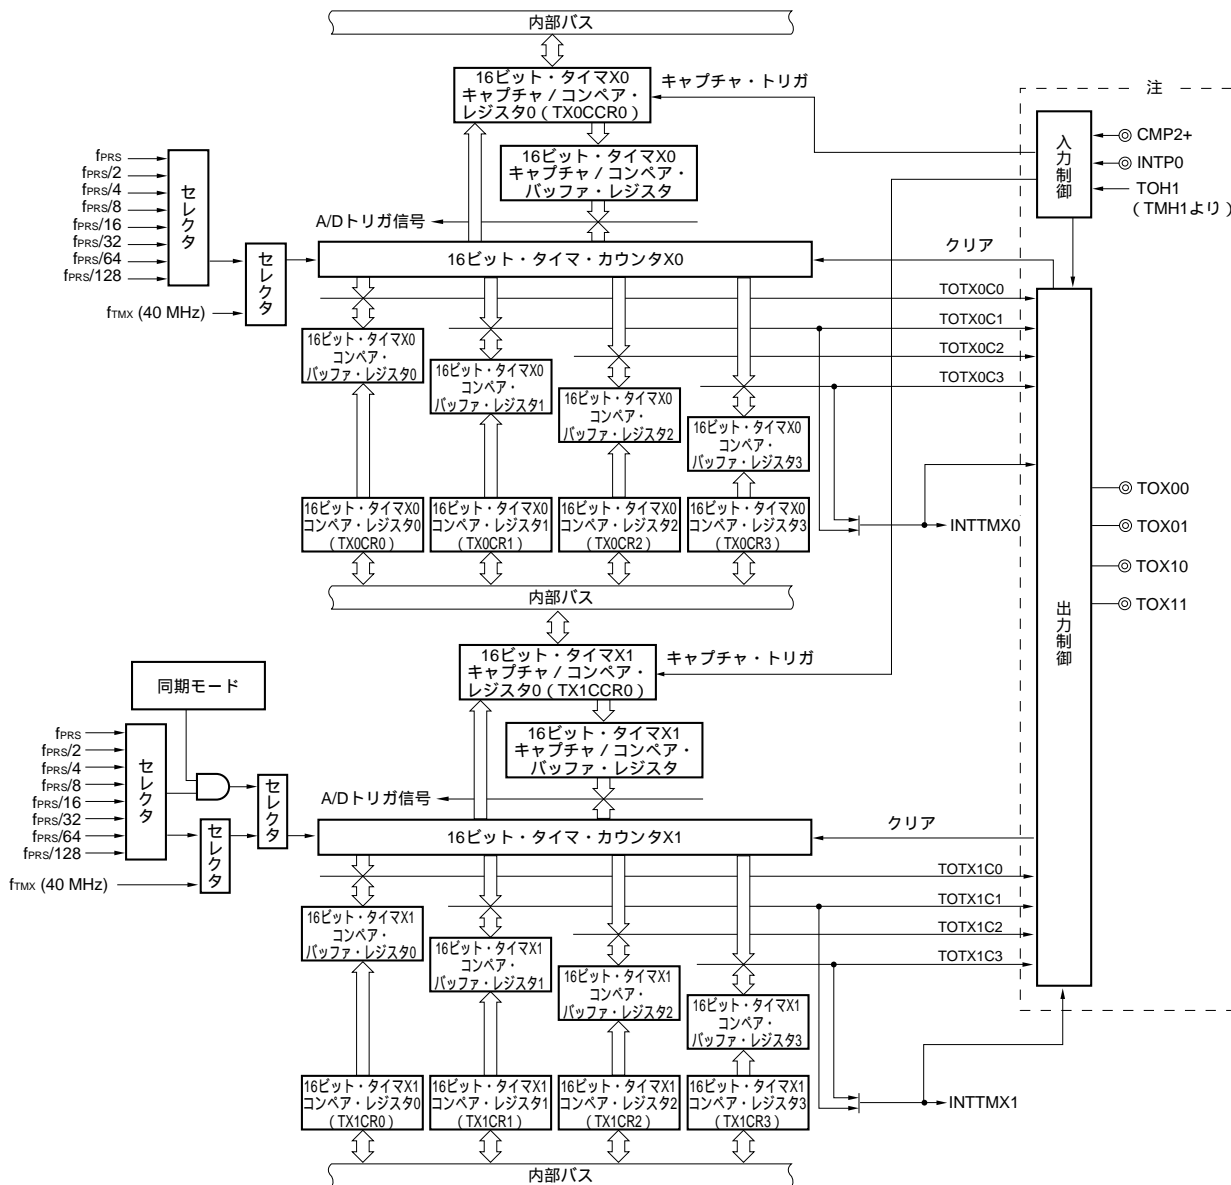 内部バス
16ビット・タイマX0
キャプチャ / コンペア・
レジスタ0 ( TX0CCR0 )
キャプチャ・トリガ
注
入力制御
CMP2+
INTP0
TOH1
( TMH1より )
16ビット・タイマX0
キャプチャ / コンペア・
バッファ・レジスタ
fPRS
fPRS/2
fPRS/4
fPRS/8
fPRS/16
fPRS/32
fPRS/64
fPRS/128
セレクタ
セレクタ
fTMX (40 MHz)
A/Dトリガ信号
16ビット・タイマ・カウンタX0
クリア
TOTX0C0
TOTX0C1
TOTX0C2
TOTX0C3
16ビット・タイマX0
コンペア・
バッファ・レジスタ0
16ビット・タイマX0
コンペア・
バッファ・レジスタ1
16ビット・タイマX0
コンペア・
バッファ・レジスタ2
16ビット・タイマX0
コンペア・
バッファ・レジスタ3
16ビット・タイマX0
コンペア・レジスタ0
( TX0CR0 )
16ビット・タイマX0
コンペア・レジスタ1
( TX0CR1 )
16ビット・タイマX0
コンペア・レジスタ2
( TX0CR2 )
16ビット・タイマX0
コンペア・レジスタ3
( TX0CR3 )
INTTMX0
TOX00
TOX01
TOX10
TOX11
出力制御
内部バス
16ビット・タイマX1
キャプチャ / コンペア・
レジスタ0 ( TX1CCR0 )
キャプチャ・トリガ
同期モード
16ビット・タイマX1
キャプチャ / コンペア・
バッファ・レジスタ
fPRS
fPRS/2
fPRS/4
fPRS/8
fPRS/16
fPRS/32
fPRS/64
fPRS/128
セレクタ
セレクタ
セレクタ
fTMX (40 MHz)
A/Dトリガ信号
16ビット・タイマ・カウンタX1
クリア
TOTX1C0
TOTX1C1
TOTX1C2
TOTX1C3
16ビット・タイマX1
コンペア・
バッファ・レジスタ0
16ビット・タイマX1
コンペア・
バッファ・レジスタ1
16ビット・タイマX1
コンペア・
バッファ・レジスタ2
16ビット・タイマX1
コンペア・
バッファ・レジスタ3
16ビット・タイマX1
コンペア・レジスタ0
( TX1CR0 )
16ビット・タイマX1
コンペア・レジスタ1
( TX1CR1 )
16ビット・タイマX1
コンペア・レジスタ2
( TX1CR2 )
16ビット・タイマX1
コンペア・レジスタ3
( TX1CR3 )
INTTMX1
内部バス